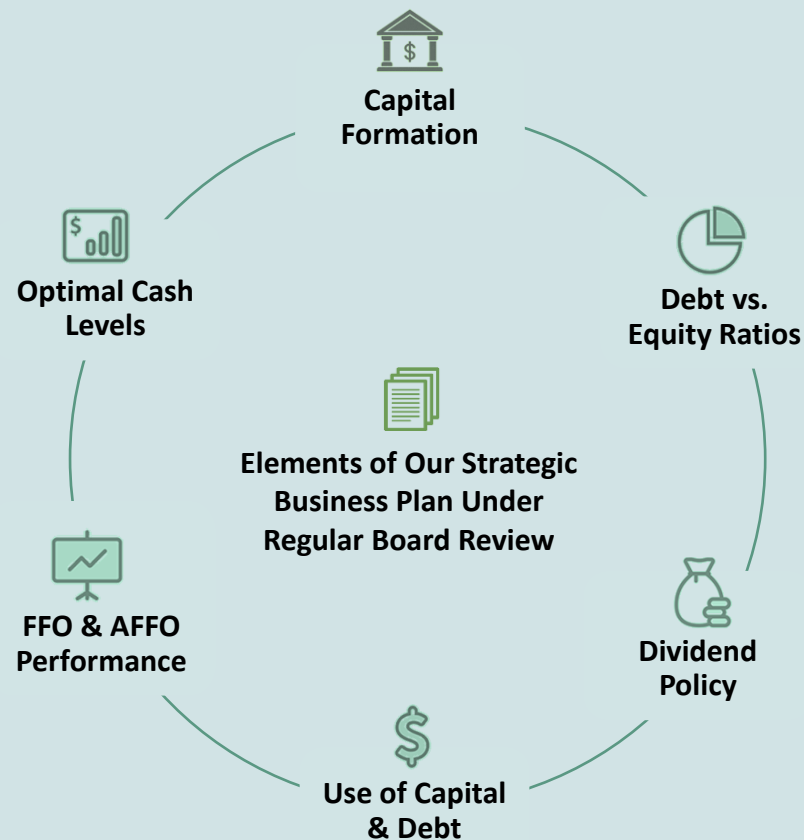 $
Capital
Formation
$
Optimal Cash
Levels
Debt vs.
Equity Ratios
Elements of Our Strategic
Business Plan Under
Regular Board Review
FFO & AFFO
Performance
Dividend
Policy
$
Use of Capital
& Debt